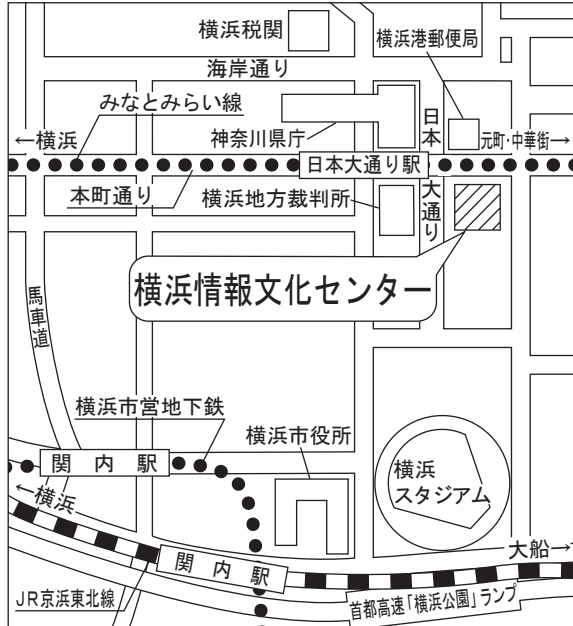 横浜税関
横浜港郵便局
海岸通り
みなとみらい線
日本大通り
←横浜
神奈川県庁
元町・中華街→
日本大通り駅
本町通り
横浜地方裁判所
横浜情報文化センター
馬車道
横浜市営地下鉄
横浜市役所
関内駅
横浜
スタジアム
←横浜
大船→
関内駅
JR京浜東北線
首都高速「横浜公園」ランプ